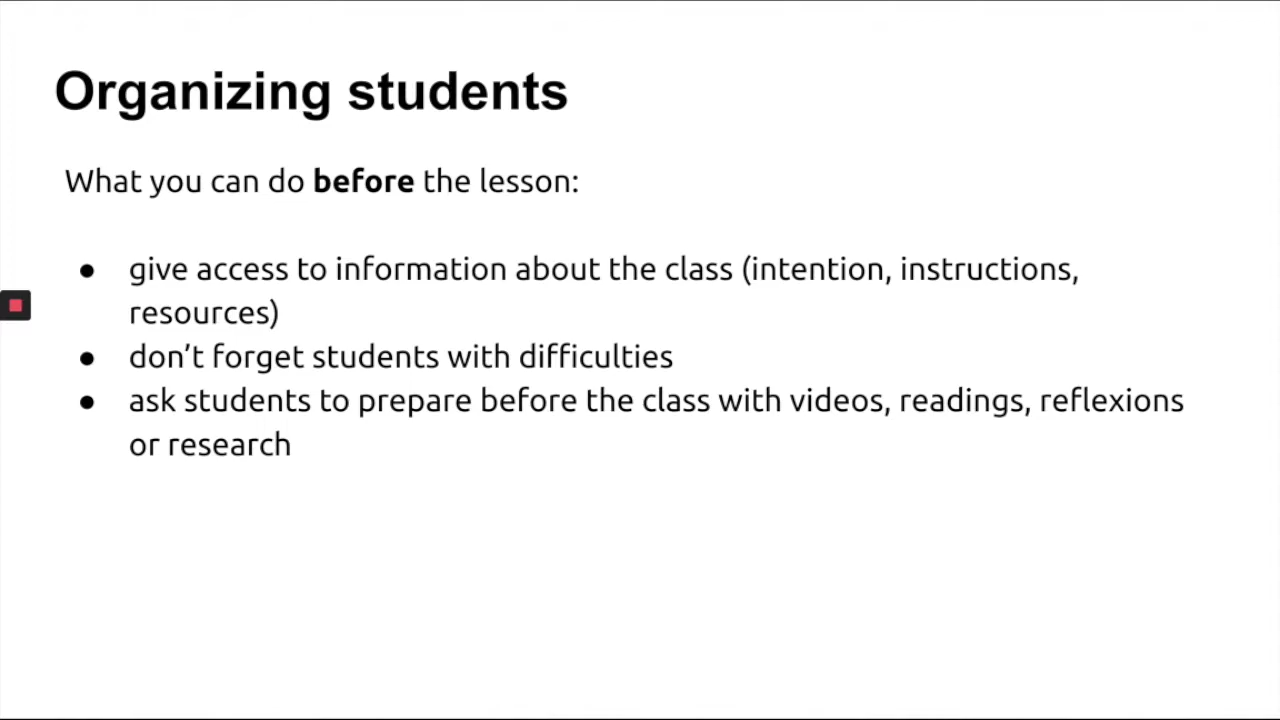 Organizing students
What you can do before the lesson:
● give access to information about the class (intention, instructions,
resources)
● don’t forget students with difficulties
● ask students to prepare before the class with videos, readings, reflexions
or research